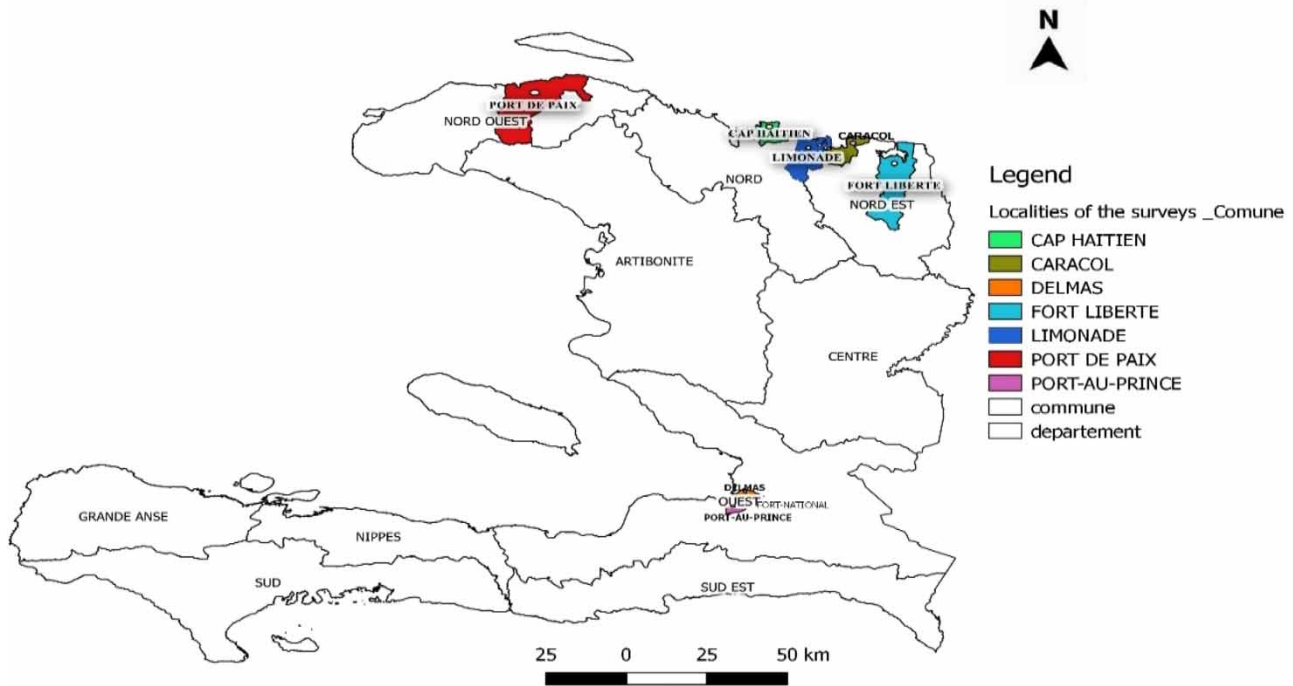 N
PORT DE PAIX
NORD OUEST
CAP HAITIEN
CARACOL
LIMONADE
NORD
FORT LIBERTE
NORD EST
ARTIBONITE
CENTRE
DELMAS
OUEST
FORT-NATIONAL
PORT-AU-PRINCE
GRANDE ANSE
NIPPES
SUD
SUD EST
Legend
Localities of the surveys _Comune
CAP HAITIEN
CARACOL
DELMAS
FORT LIBERTE
LIMONADE
PORT DE PAIX
PORT-AU-PRINCE
commune
departement
25 0 25 50 km